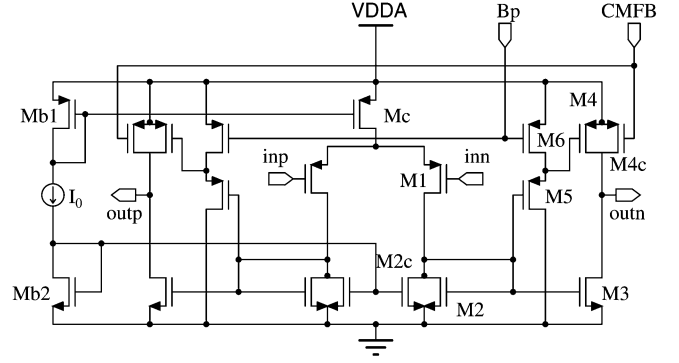 VDDA
Bp
CMFB
Mb1
Mc
M4
M6
M4c
inp
inn
M1
I0
outp
M5
outn
M2c
Mb2
M2
M3